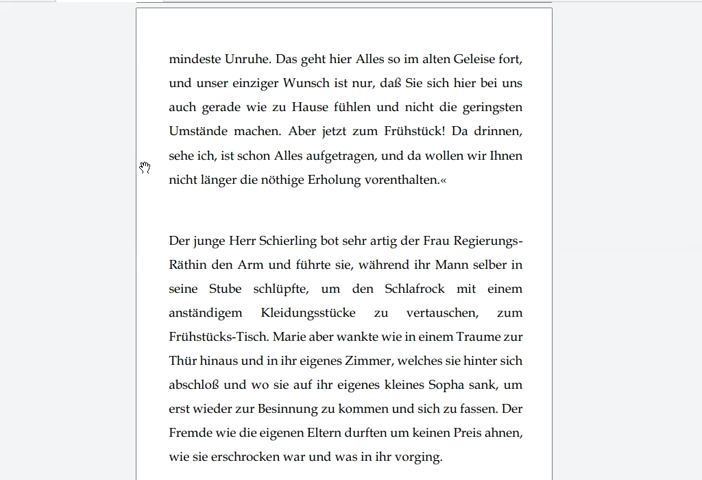 mindeste Unruhe. Das geht hier Alles so im alten Geleise fort,
und unser einziger Wunsch ist nur, daß Sie sich hier bei uns
auch gerade wie zu Hause fühlen und nicht die geringsten
Umstände machen. Aber jetzt zum Frühstück! Da drinnen,
sehe ich, ist schon Alles aufgetragen, und da wollen wir Ihnen
nicht länger die nöthige Erholung vorenthalten.«
Der junge Herr Schierling bot sehr artig der Frau Regierungs-
Räthin den Arm und führte sie, während ihr Mann selber in
seine Stube schlüpfte, um den Schlafrock mit einem
anständigem Kleidungsstücke zu vertauschen, zum
Frühstücks-Tisch. Marie aber wankte wie in einem Traume zur
Thür hinaus und in ihr eigenes Zimmer, welches sie hinter sich
abschloß und wo sie auf ihr eigenes kleines Sopha sank, um
erst wieder zur Besinnung zu kommen und sich zu fassen. Der
Fremde wie die eigenen Eltern durften um keinen Preis ahnen,
wie sie erschrocken war und was in ihr vorging.